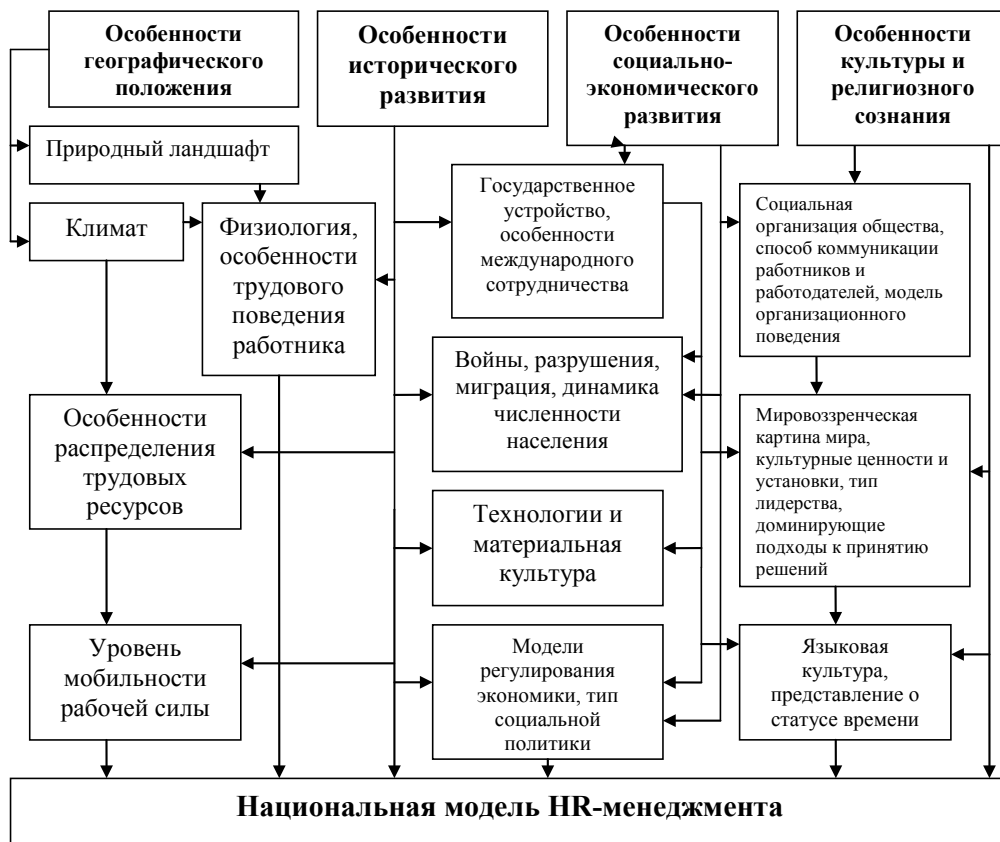 Особенности
географического
положения
Особенности
исторического
развития
Особенности
социально-
экономического
развития
Особенности
культуры и
религиозного
сознания
Природный ландшафт
Климат
Физиология,
особенности
трудового
поведения
работника
Государственное
устройство,
особенности
международного
сотрудничества
Социальная
организация общества,
способ коммуникации
работников и
работодателей, модель
организационного
поведения
Войны, разрушения,
миграция, динамика
численности
населения
Особенности
распределения
трудовых
ресурсов
Мировоззренческая
картина мира,
культурные ценности и
установки, тип
лидерства,
доминирующие
подходы к принятию
решений
Технологии и
материальная
культура
Уровень
мобильности
рабочей силы
Модели
регулирования
экономики, тип
социальной
политики
Языковая
культура,
представление о
статусе времени
Национальная модель HR-менеджмента